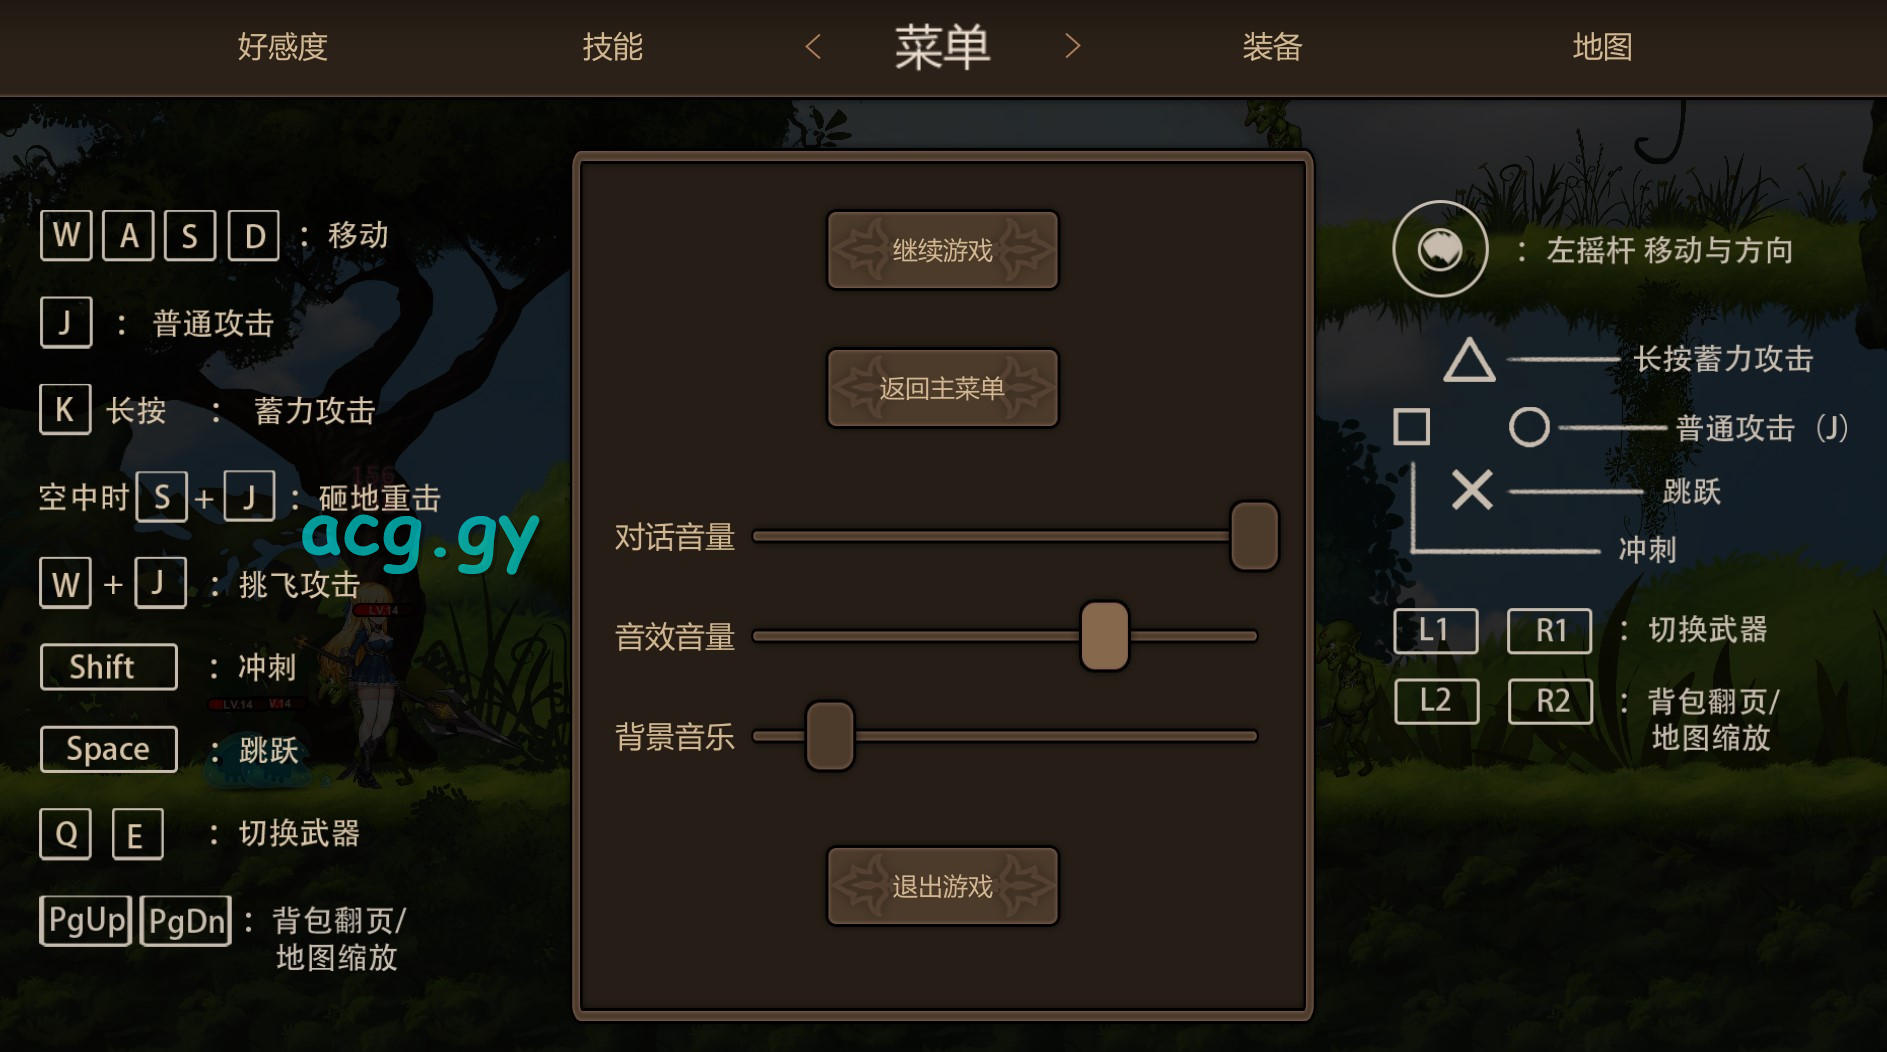 好感度 技能 < 菜单 > 装备 地图
W A S D ：移动
J ： 普通攻击
K 长按 ： 蓄力攻击
空中时 S + J ：砸地重击
W + J ：挑飞攻击
Shift ：冲刺
Space ：跳跃
Q E ：切换武器
PgUp PgDn ：背包翻页/
地图缩放
156
acg.gy
LV.14
LV.14 V.14
继续游戏
返回主菜单
对话音量
音效音量
背景音乐
退出游戏
：左摇杆 移动与方向
长按蓄力攻击
普通攻击（J）
跳跃
冲刺
L1 R1 ：切换武器
L2 R2 ：背包翻页/
地图缩放